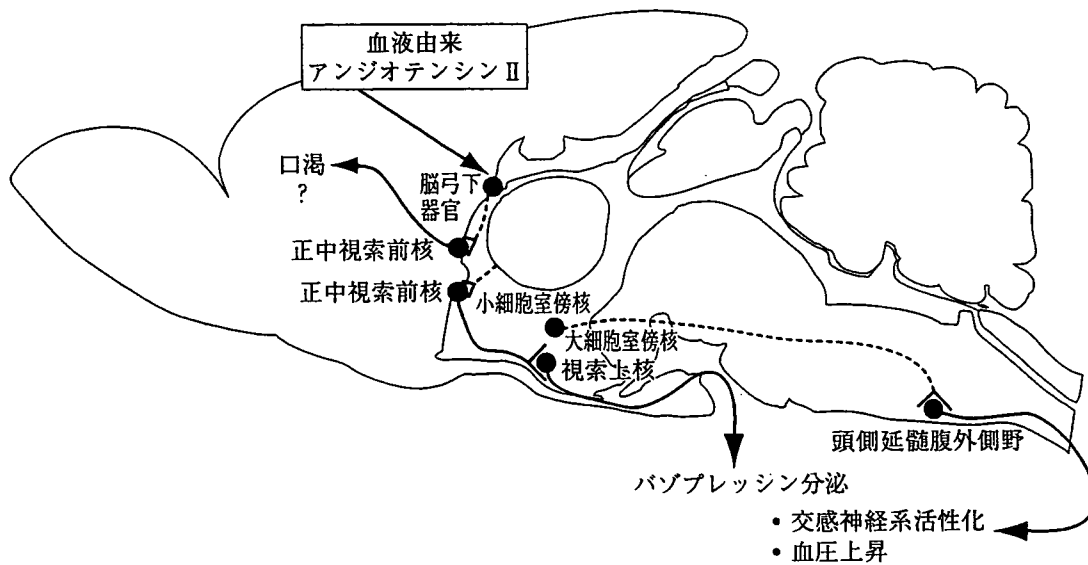 血液由来
アンジオテンシンⅡ
口渇
?
脳弓下
器官
正中視索前核
正中視索前核
小細胞室傍核
大細胞室傍核
視索上核
頭側延髄腹外側野
バゾプレッシン分泌
• 交感神経系活性化
• 血圧上昇